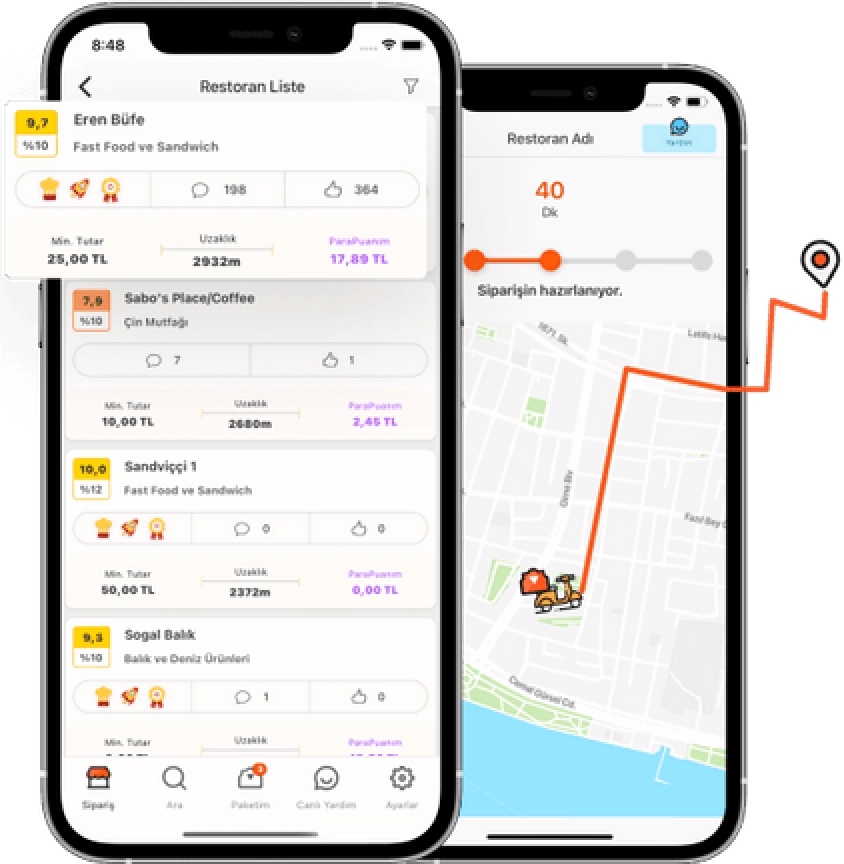 8:48
Restoran Liste
9,7
%10
Eren Büfe
Fast Food ve Sandwich
198
364
Min. Tutar
25,00 TL
Uzaklık
2932m
ParaPuanım
17,89 TL
7,9
%10
Sabo's Place/Coffee
Çin Mutfağı
7
1
Min. Tutar
10,00 TL
Uzaklık
2680m
ParaPuanım
2,45 TL
10,0
%12
Sandviççi 1
Fast Food ve Sandwich
0
0
Min. Tutar
50,00 TL
Uzaklık
2372m
ParaPuanım
0,00 TL
9,3
%10
Sogal Balık
Balık ve Deniz Ürünleri
1
0
Min. Tutar
Uzaklık
ParaPuanım
Sipariş
Ara
3
Paketim
Canlı Yardım
Ayarlar
Restoran Adı
Yardım
40
Dk
Siparişin hazırlanıyor.
1671. Sk.
Latife Ha
Girne Blv
Fazıl Bey C
Cemal Gürsel Cd.